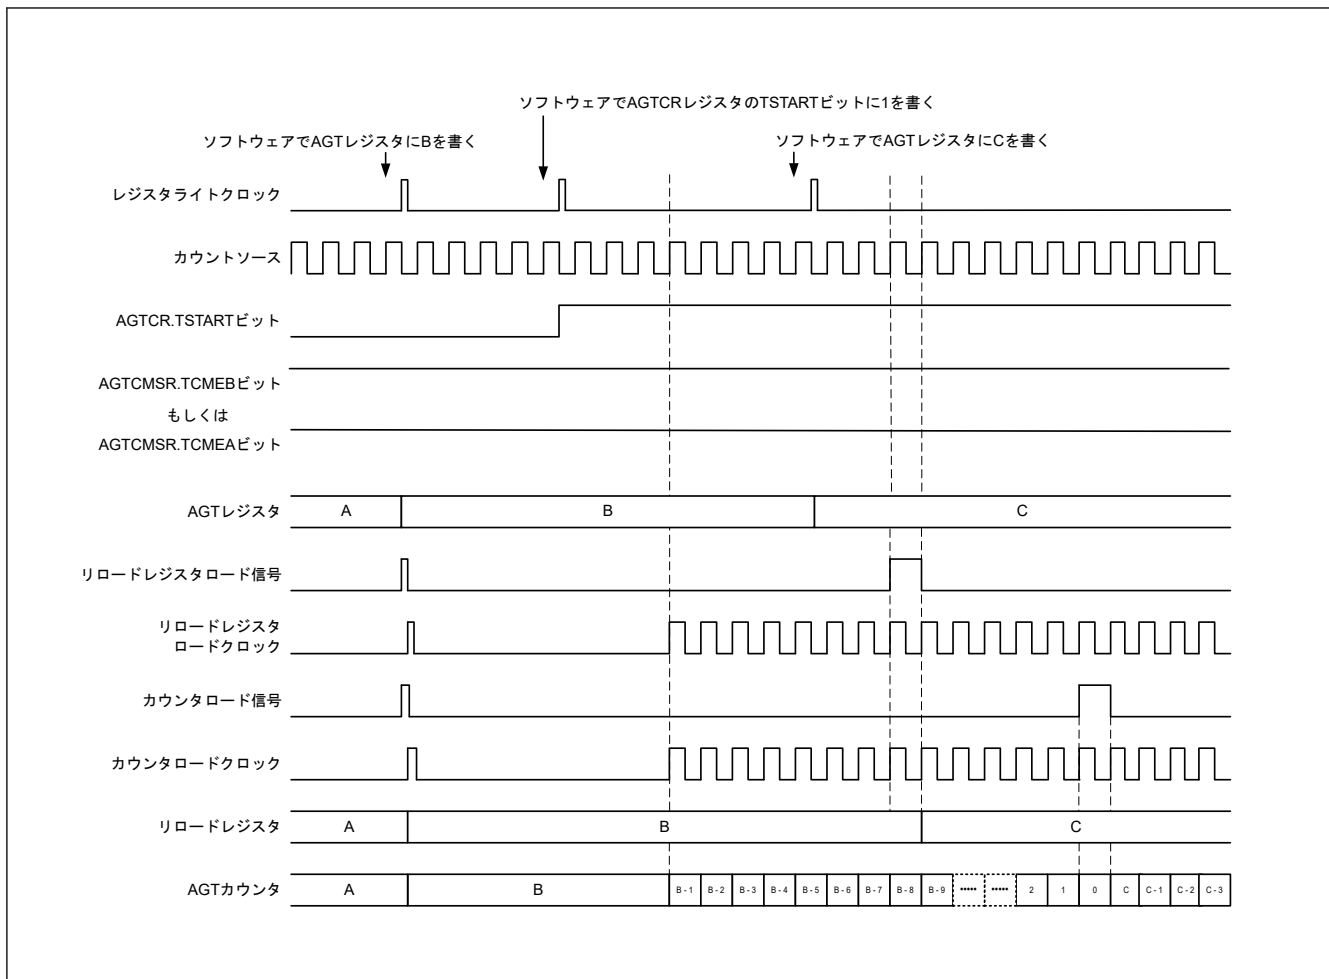 ソフトウェアでAGTCRレジスタのTSTARTビットに1を書く
ソフトウェアでAGTレジスタにBを書く
ソフトウェアでAGTレジスタにCを書く
レジスタライトクロック
カウントソース
AGTCR.TSTARTビット
AGTCMSR.TCMEBビット
もしくは
AGTCMSR.TCMEAビット
AGTレジスタ A B C
リロードレジスタロード信号
リロードレジスタ
ロードクロック
カウンタロード信号
カウンタロードクロック
リロードレジスタ A B C
AGTカウンタ A B B-1 B-2 B-3 B-4 B-5 B-6 B-7 B-8 B-9 ····· ····· 2 1 0 C C-1 C-2 C-3